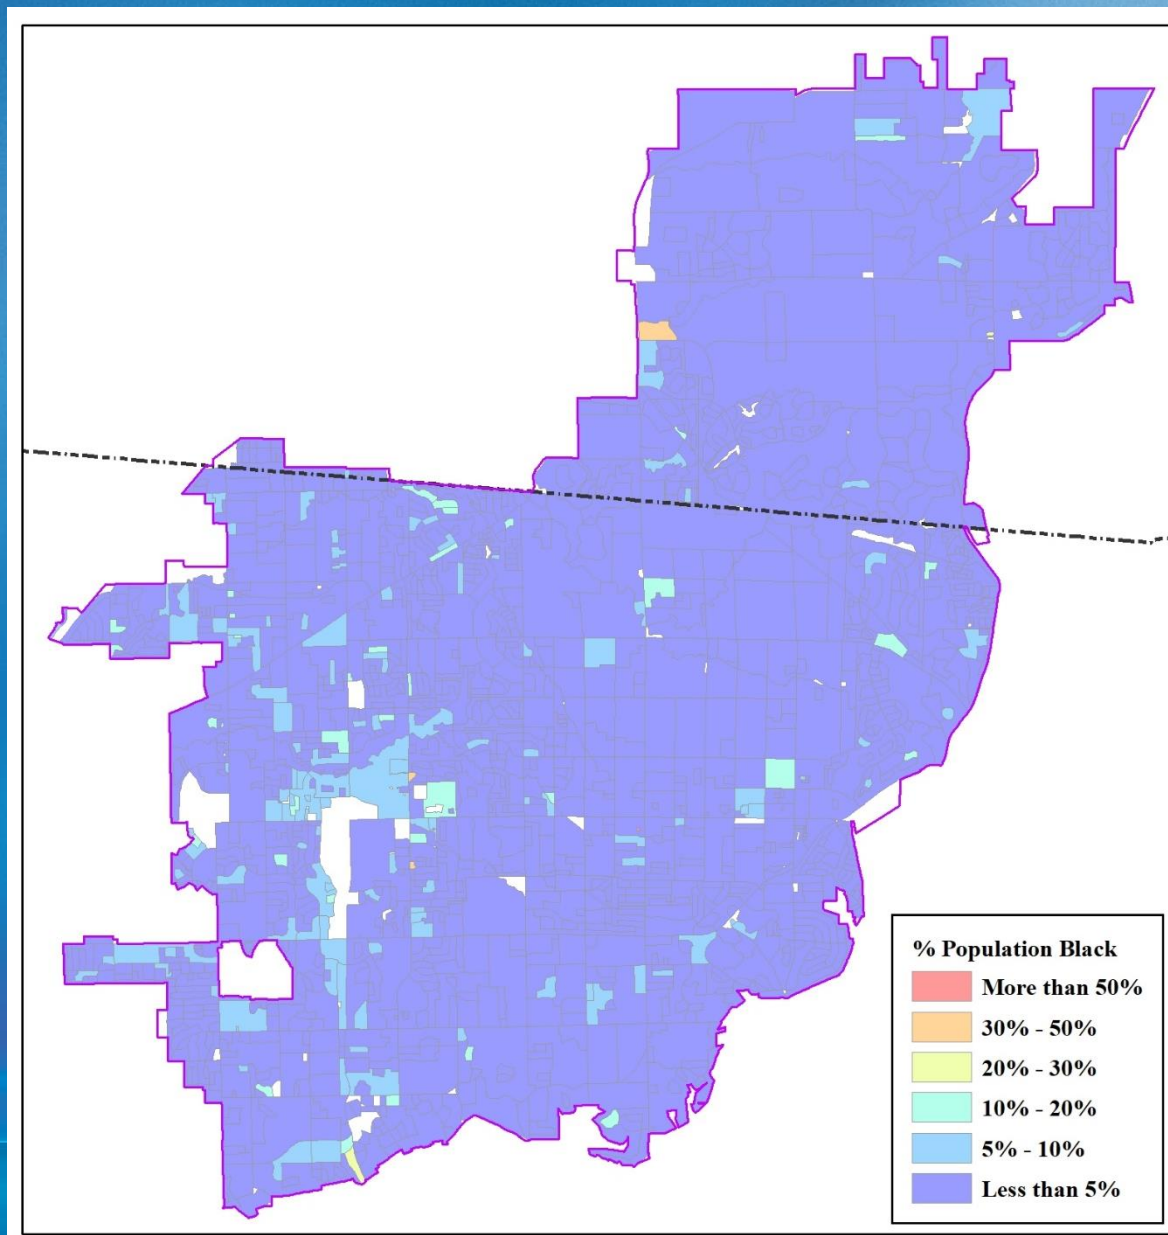 % Population Black
More than 50%
30% - 50%
20% - 30%
10% - 20%
5% - 10%
Less than 5%